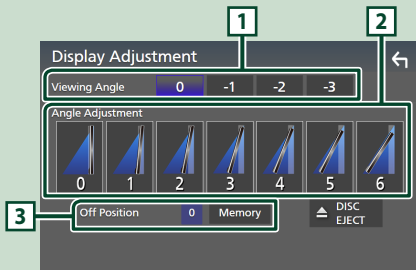 1 2
Display Adjustment
Viewing Angle 0 -1 -2 -3
Angle Adjustment
0 1 2 3 4 5 6
3
Off Position 0 Memory DISC
EJECT